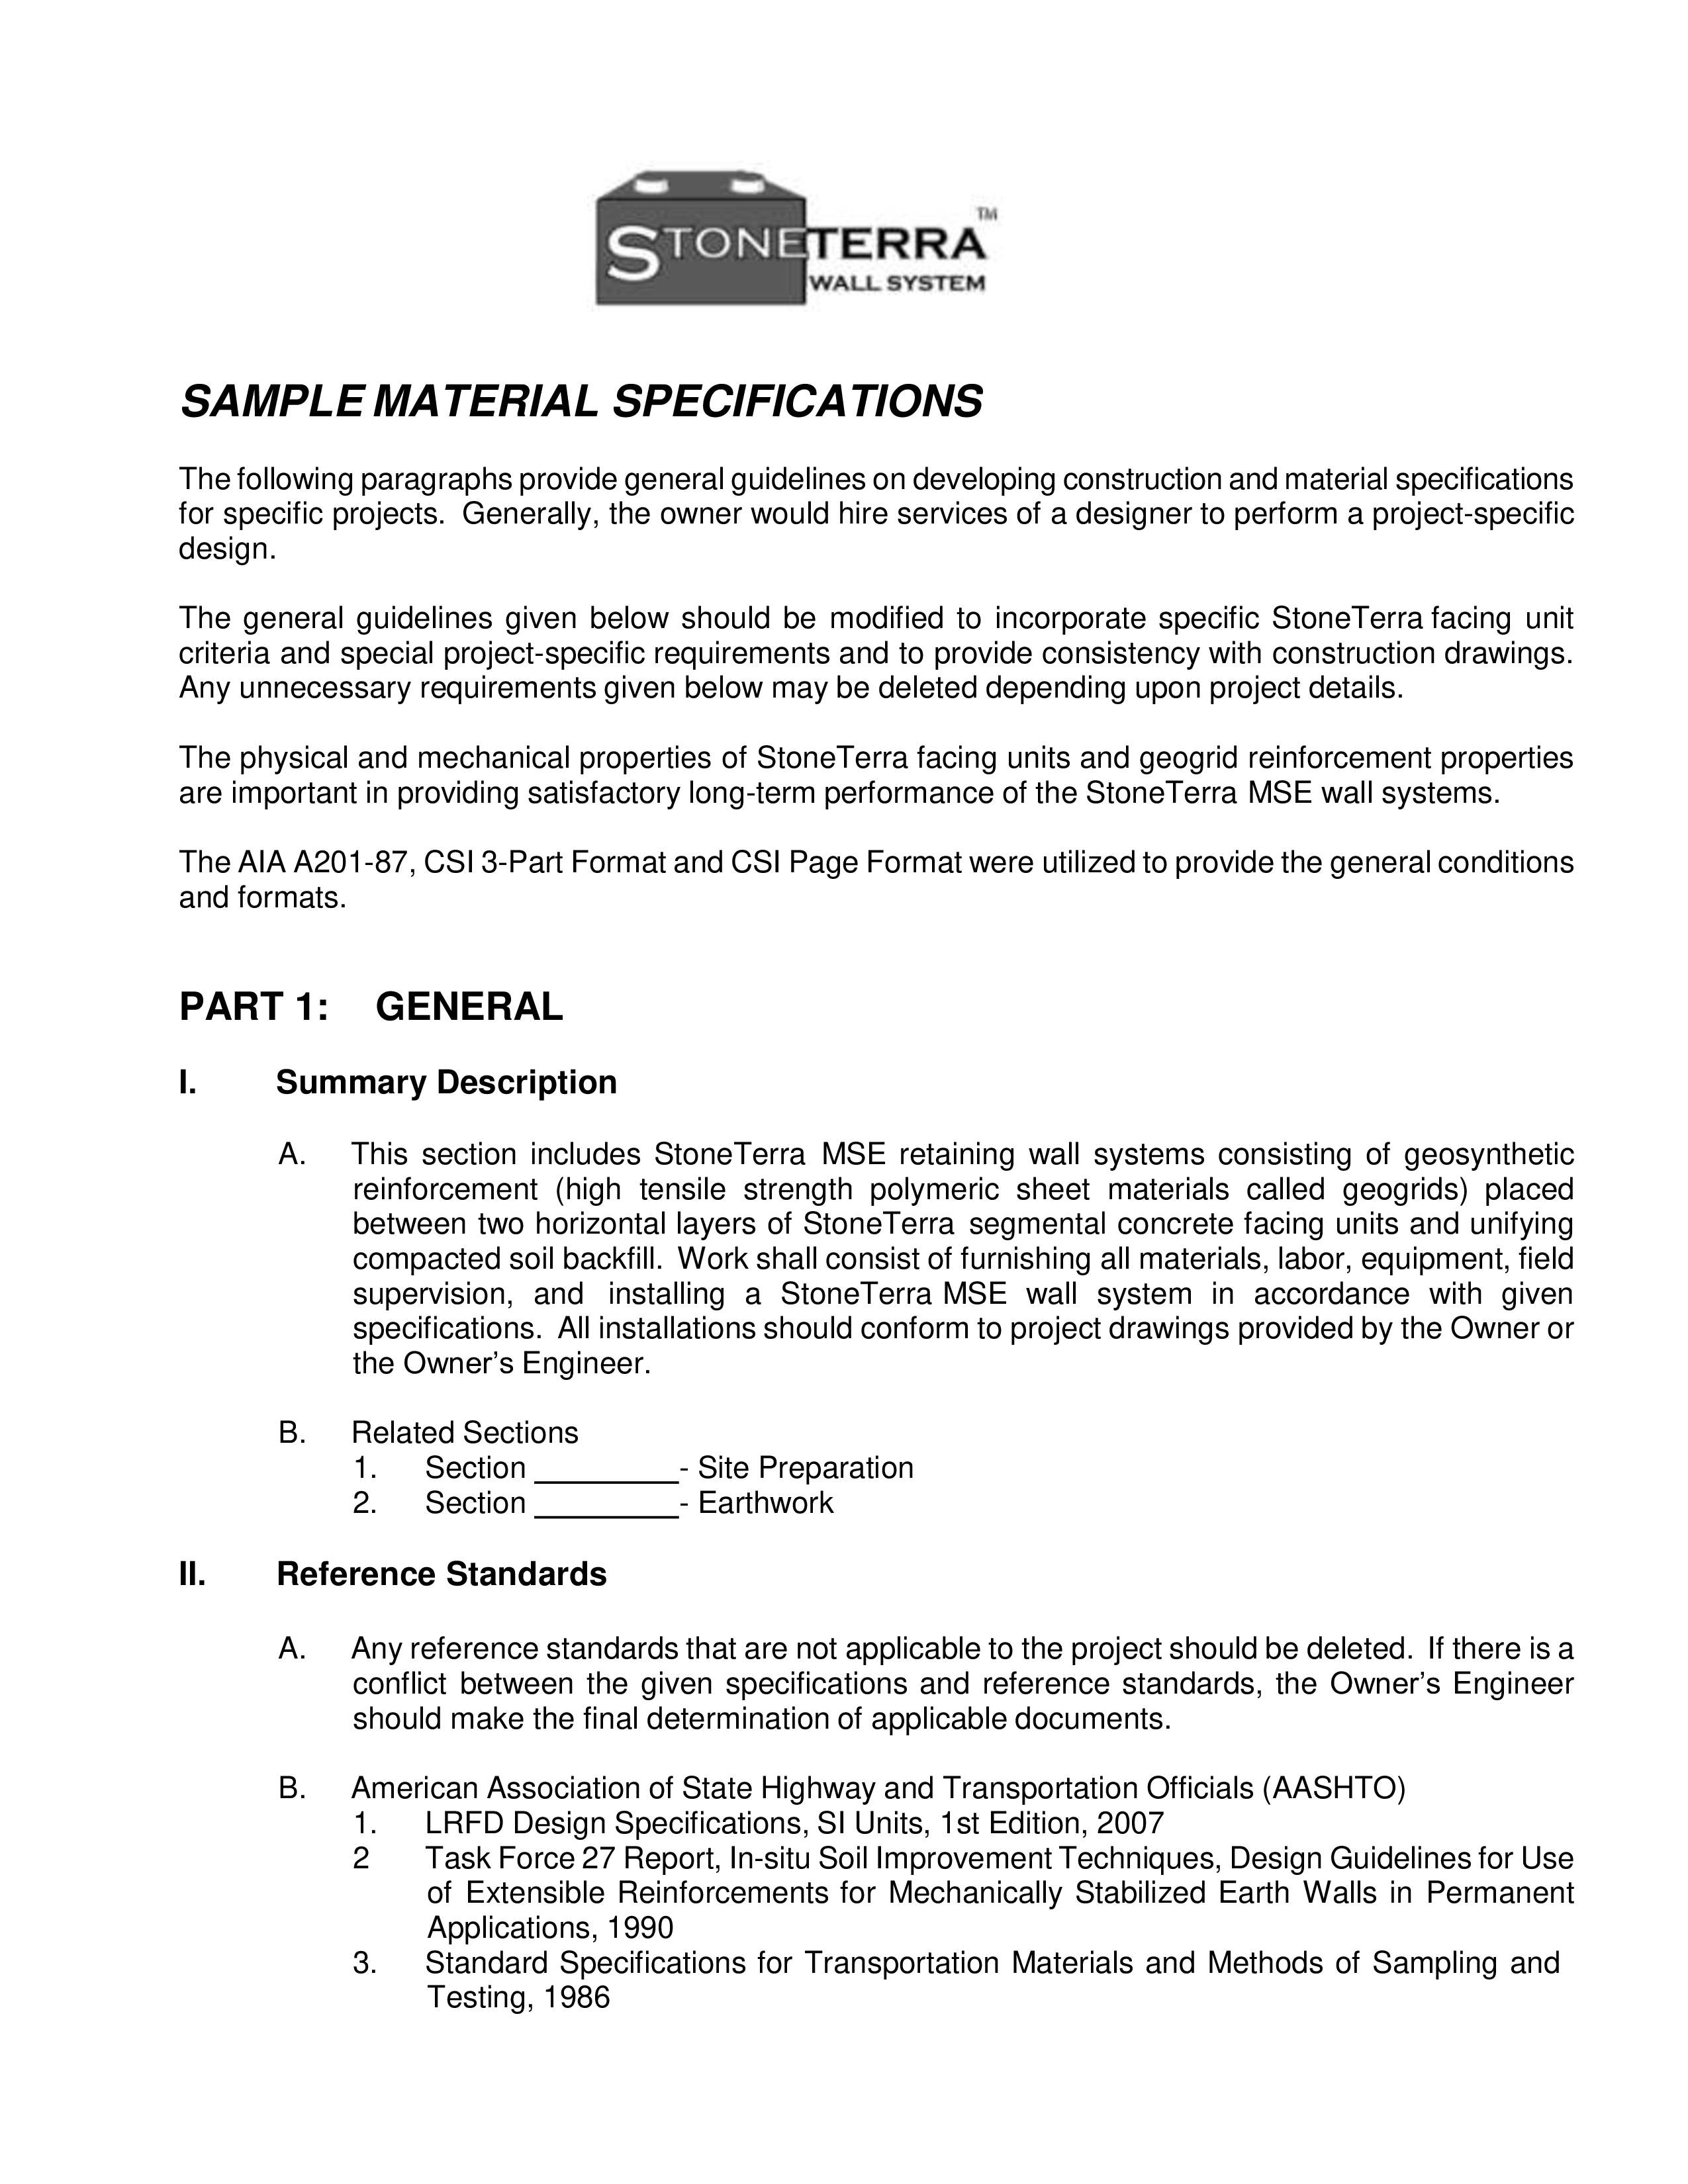 STONETERRA™
WALL SYSTEM
SAMPLE MATERIAL SPECIFICATIONS
The following paragraphs provide general guidelines on developing construction and material specifications
for specific projects.  Generally, the owner would hire services of a designer to perform a project-specific
design.
The general guidelines given below should be modified to incorporate specific StoneTerra facing unit
criteria and special project-specific requirements and to provide consistency with construction drawings.
Any unnecessary requirements given below may be deleted depending upon project details.
The physical and mechanical properties of StoneTerra facing units and geogrid reinforcement properties
are important in providing satisfactory long-term performance of the StoneTerra MSE wall systems.
The AIA A201-87, CSI 3-Part Format and CSI Page Format were utilized to provide the general conditions
and formats.
PART 1: GENERAL
I. Summary Description
A. This section includes StoneTerra MSE retaining wall systems consisting of geosynthetic
reinforcement (high tensile strength polymeric sheet materials called geogrids) placed
between two horizontal layers of StoneTerra segmental concrete facing units and unifying
compacted soil backfill.  Work shall consist of furnishing all materials, labor, equipment, field
supervision, and installing a StoneTerra MSE wall system in accordance with given
specifications.  All installations should conform to project drawings provided by the Owner or
the Owner’s Engineer.
B. Related Sections
1. Section _________- Site Preparation
2. Section _________- Earthwork
II. Reference Standards
A. Any reference standards that are not applicable to the project should be deleted.  If there is a
conflict between the given specifications and reference standards, the Owner’s Engineer
should make the final determination of applicable documents.
B. American Association of State Highway and Transportation Officials (AASHTO)
1. LRFD Design Specifications, SI Units, 1st Edition, 2007
2 Task Force 27 Report, In-situ Soil Improvement Techniques, Design Guidelines for Use
of Extensible Reinforcements for Mechanically Stabilized Earth Walls in Permanent
Applications, 1990
3. Standard Specifications for Transportation Materials and Methods of Sampling and
Testing, 1986